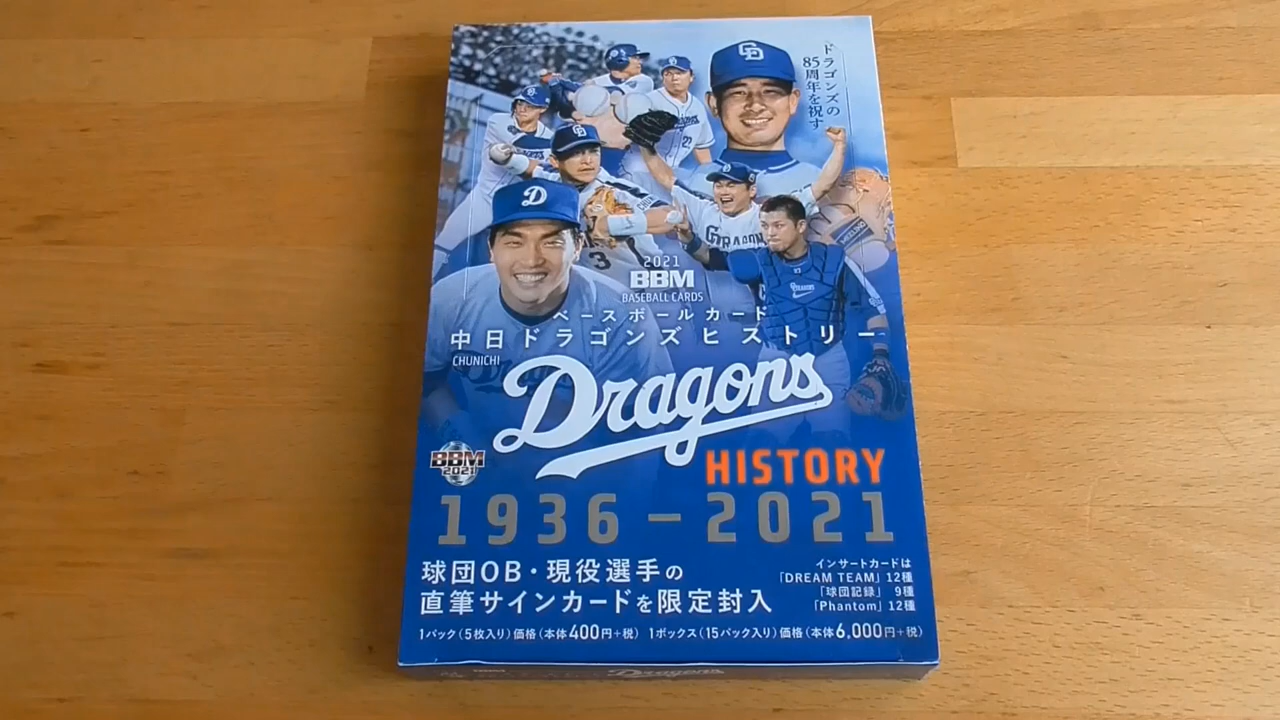 ドラゴンズの
85周年を祝す
2021
BBM
BASEBALL CARDS
ベースボールカード
中日ドラゴンズヒストリー
CHUNICHI
Dragons
HISTORY
BBM
2021
1936-2021
球団OB・現役選手の
直筆サインカードを限定封入
インサートカードは
「DREAM TEAM」12種
「球団記録」 9種
「Phantom」12種
1パック(5枚入り)価格(本体400円+税) 1ボックス(15パック入り)価格(本体6,000円+税)
Dragons